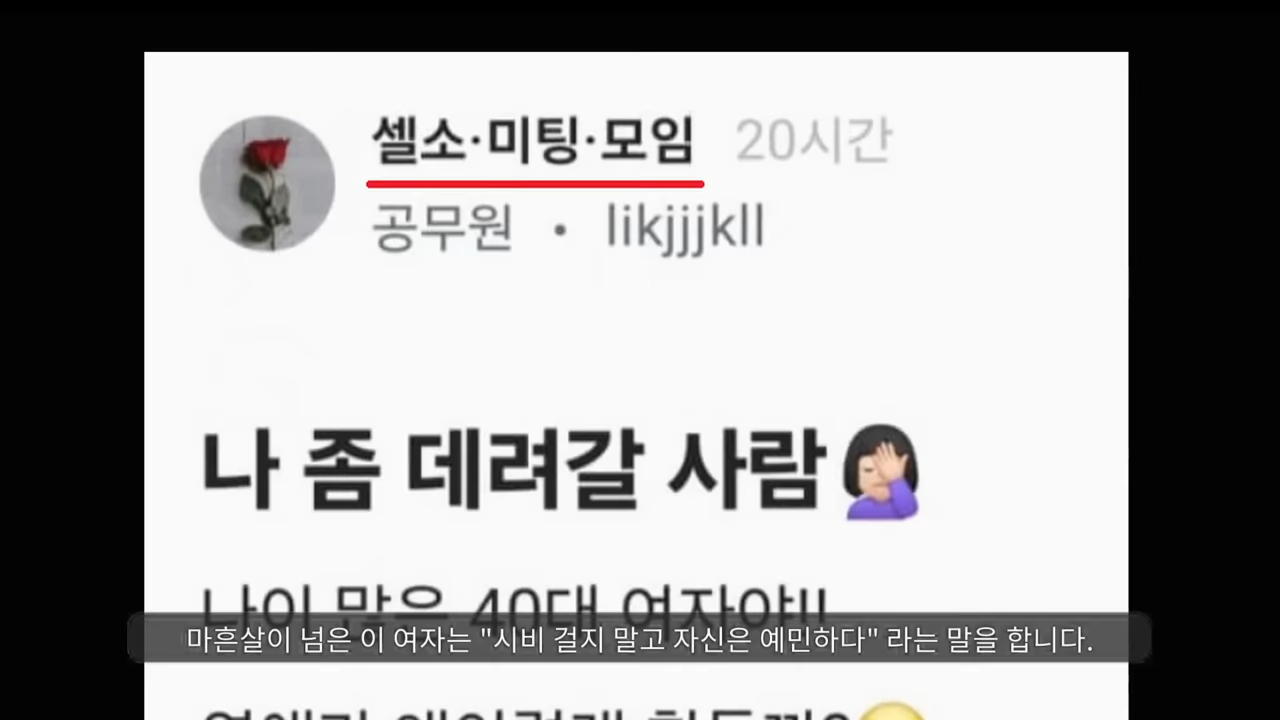 셀소·미팅·모임 20시간
공무원 • likjjjkll
나 좀 데려갈 사람
나이 많은 40대 여자야!!
마흔살이 넘은 이 여자는 "시비 걸지 말고 자신은 예민하다" 라는 말을 합니다.